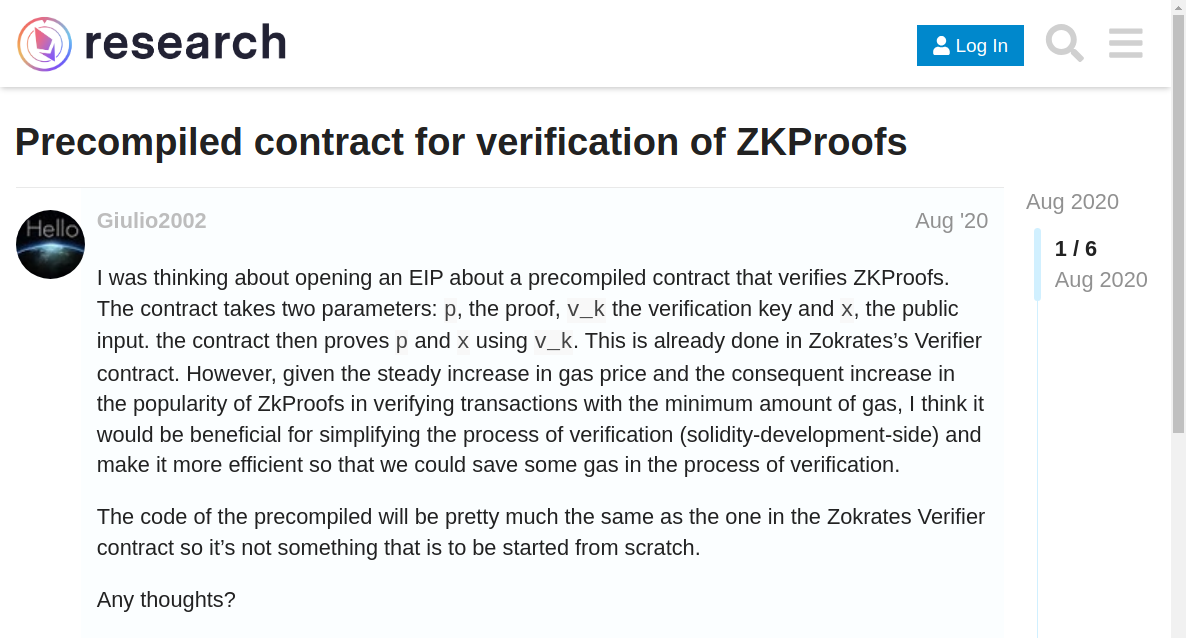 research
Log In
Precompiled contract for verification of ZKProofs
Hello
Giulio2002
Aug '20
Aug 2020
1 / 6
Aug 2020
I was thinking about opening an EIP about a precompiled contract that verifies ZKProofs.
The contract takes two parameters: p, the proof, v_k the verification key and x, the public
input. the contract then proves p and x using v_k. This is already done in Zokrates’s Verifier
contract. However, given the steady increase in gas price and the consequent increase in
the popularity of ZkProofs in verifying transactions with the minimum amount of gas, I think it
would be beneficial for simplifying the process of verification (solidity-development-side) and
make it more efficient so that we could save some gas in the process of verification.
The code of the precompiled will be pretty much the same as the one in the Zokrates Verifier
contract so it’s not something that is to be started from scratch.
Any thoughts?